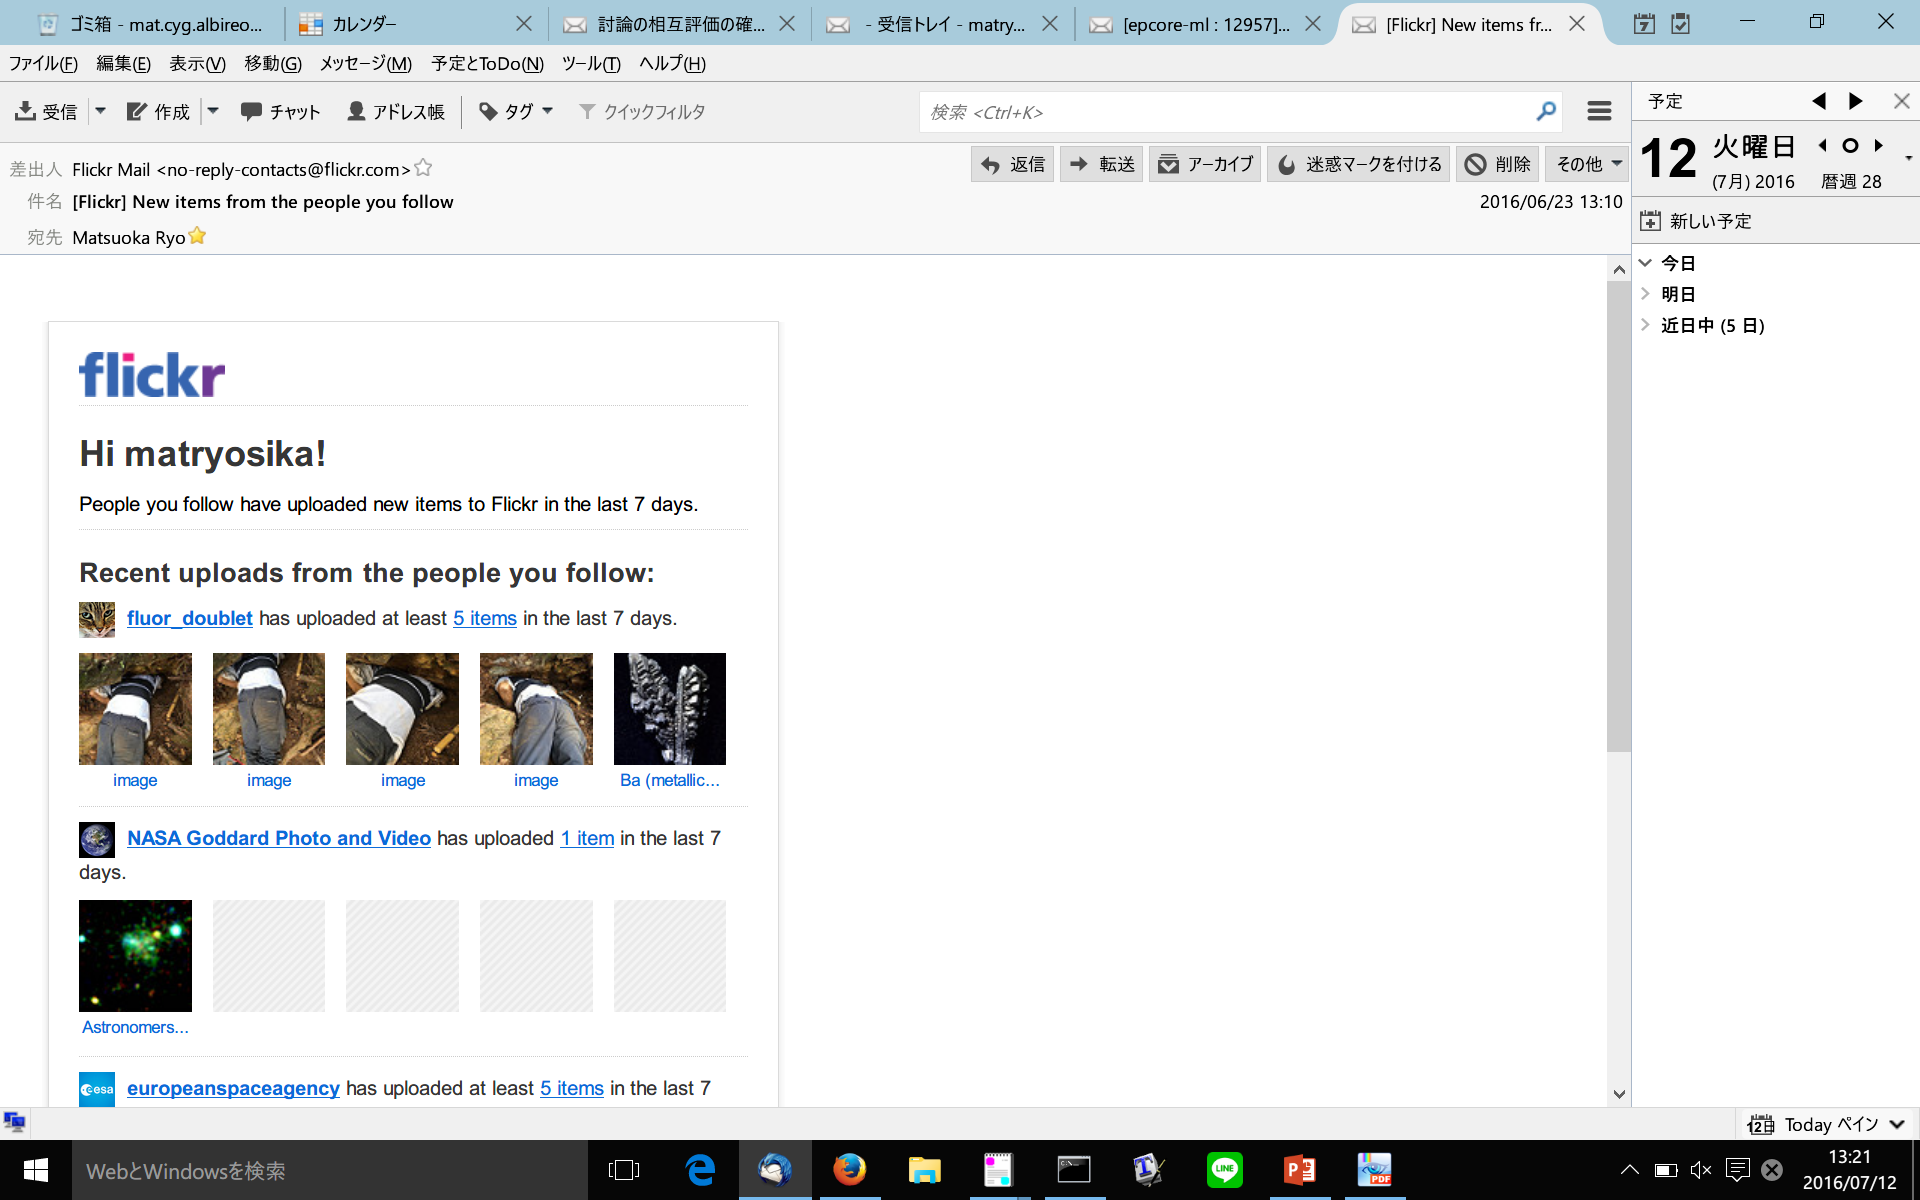 ゴミ箱 - mat.cyg.albireo...
カレンダー
討論の相互評価の確...
- 受信トレイ - matry...
[epcore-ml : 12957]...
[Flickr] New items fr...
ファイル(F) 編集(E) 表示(V) 移動(G) メッセージ(M) 予定とToDo(N) ツール(T) ヘルプ(H)
受信 作成 チャット アドレス帳 タグ クイックフィルタ
検索 <Ctrl+K>
差出人 Flickr Mail <no-reply-contacts@flickr.com>
返信 転送 アーカイブ 迷惑マークを付ける 削除 その他
件名 [Flickr] New items from the people you follow
2016/06/23 13:10
宛先 Matsuoka Ryo
flickr
Hi matryosika!
People you follow have uploaded new items to Flickr in the last 7 days.
Recent uploads from the people you follow:
fluor_doublet has uploaded at least 5 items in the last 7 days.
image image image image Ba (metallic...
NASA Goddard Photo and Video has uploaded 1 item in the last 7
days.
Astronomers...
esa
europeanspaceagency has uploaded at least 5 items in the last 7
予定
12 火曜日
(7月) 2016 暦週 28
新しい予定
今日
明日
近日中 (5 日)
12日 Today ペイン
WebとWindowsを検索
LINE
PDF
13:21
2016/07/12